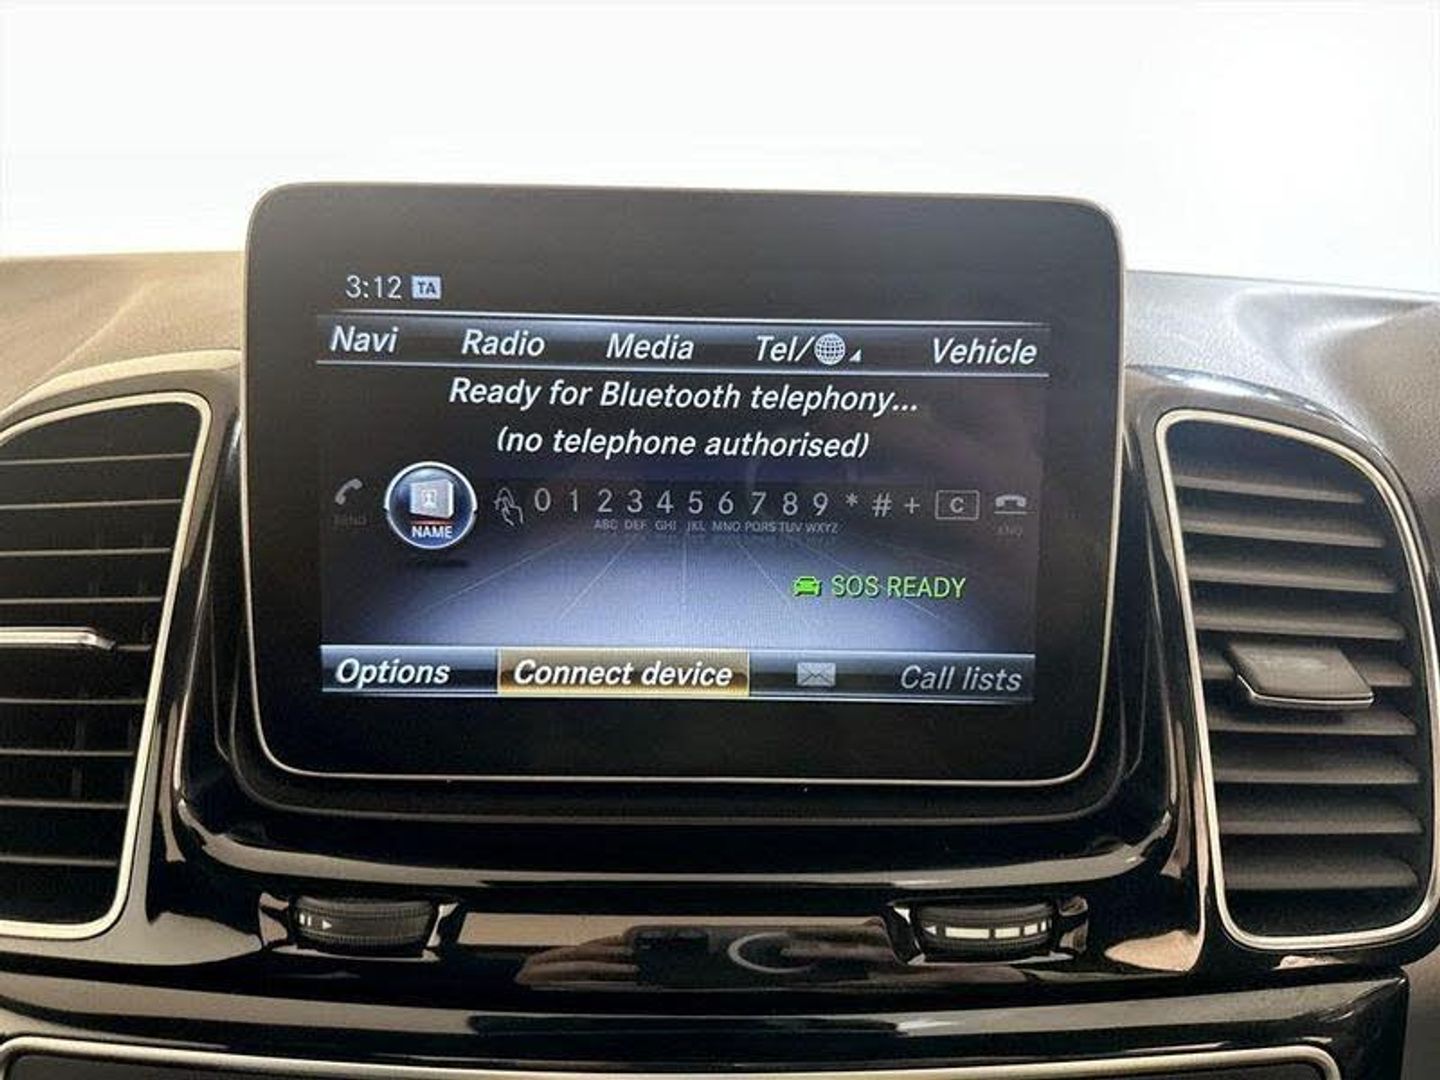 3:12 TA
Navi Radio Media Tel/ Vehicle
Ready for Bluetooth telephony...
(no telephone authorised)
SEND NAME 0 1 2 3 4 5 6 7 8 9 * # + C END
ABC DEF GHI JKL MNO PQRS TUV WXYZ
SOS READY
Options Connect device Call lists